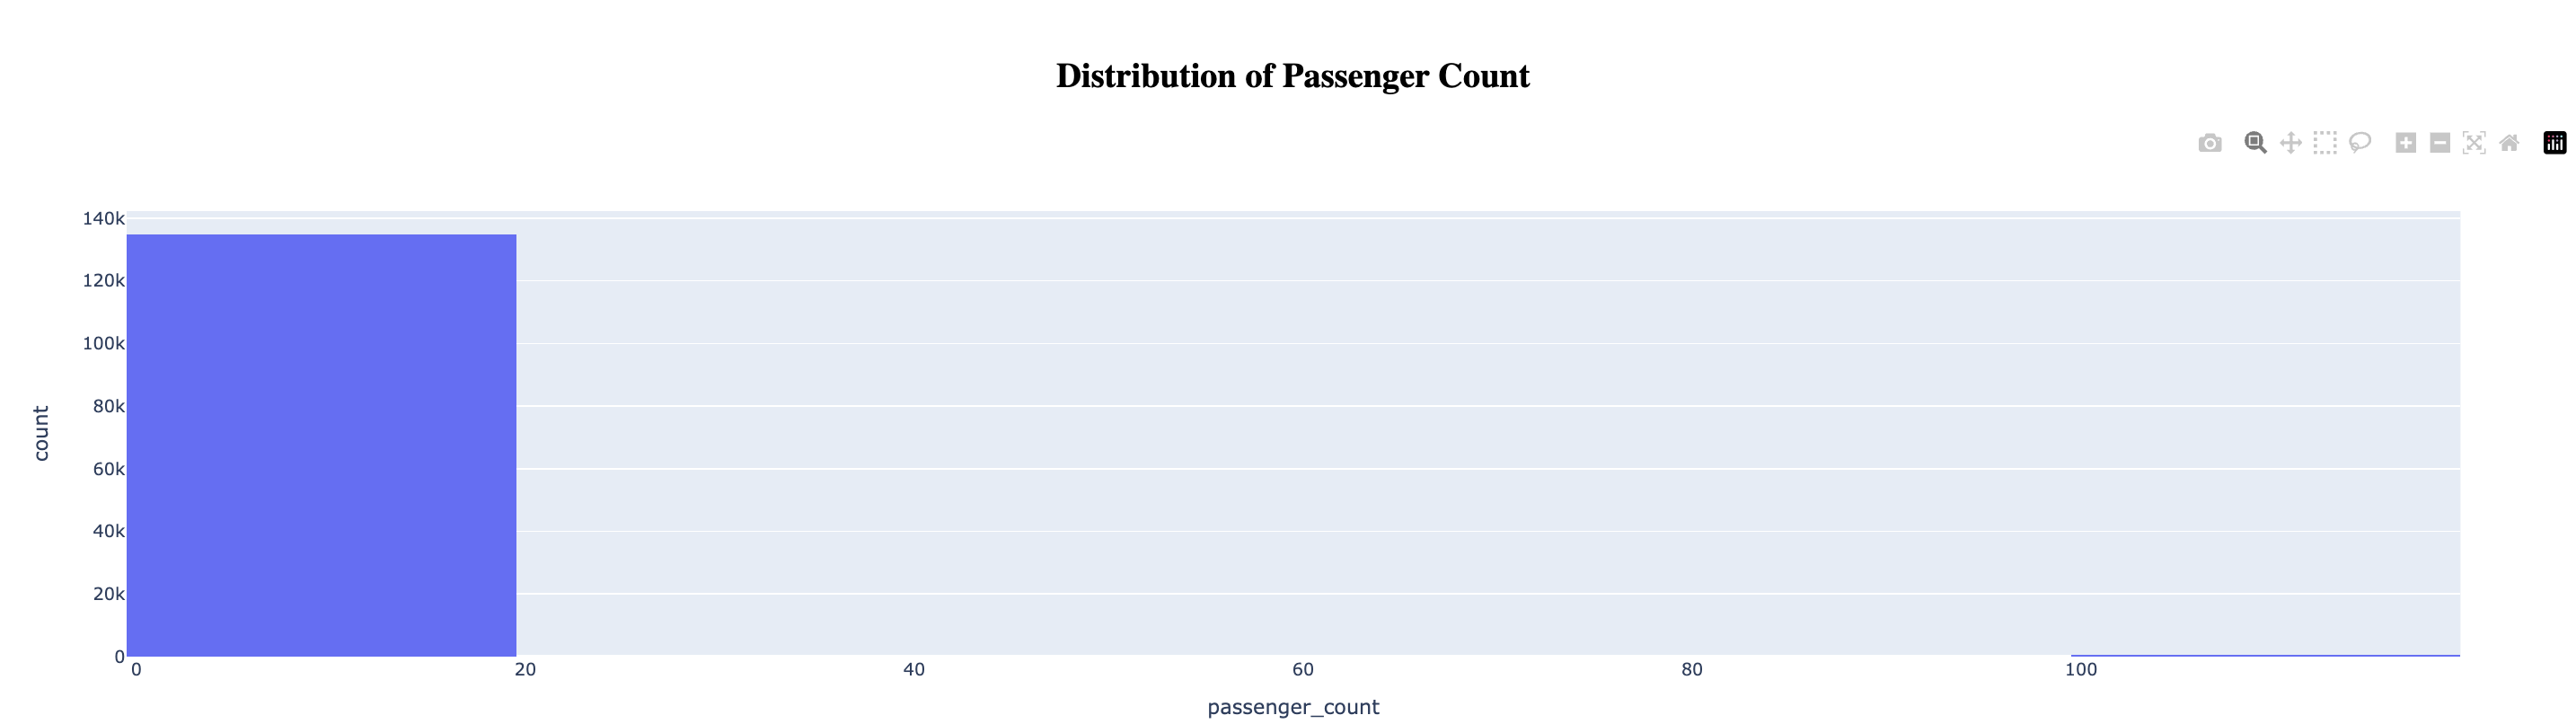 Distribution of Passenger Count
140k
120k
100k
80k
60k
40k
20k
0
count
0 20 40 60 80 100
passenger_count